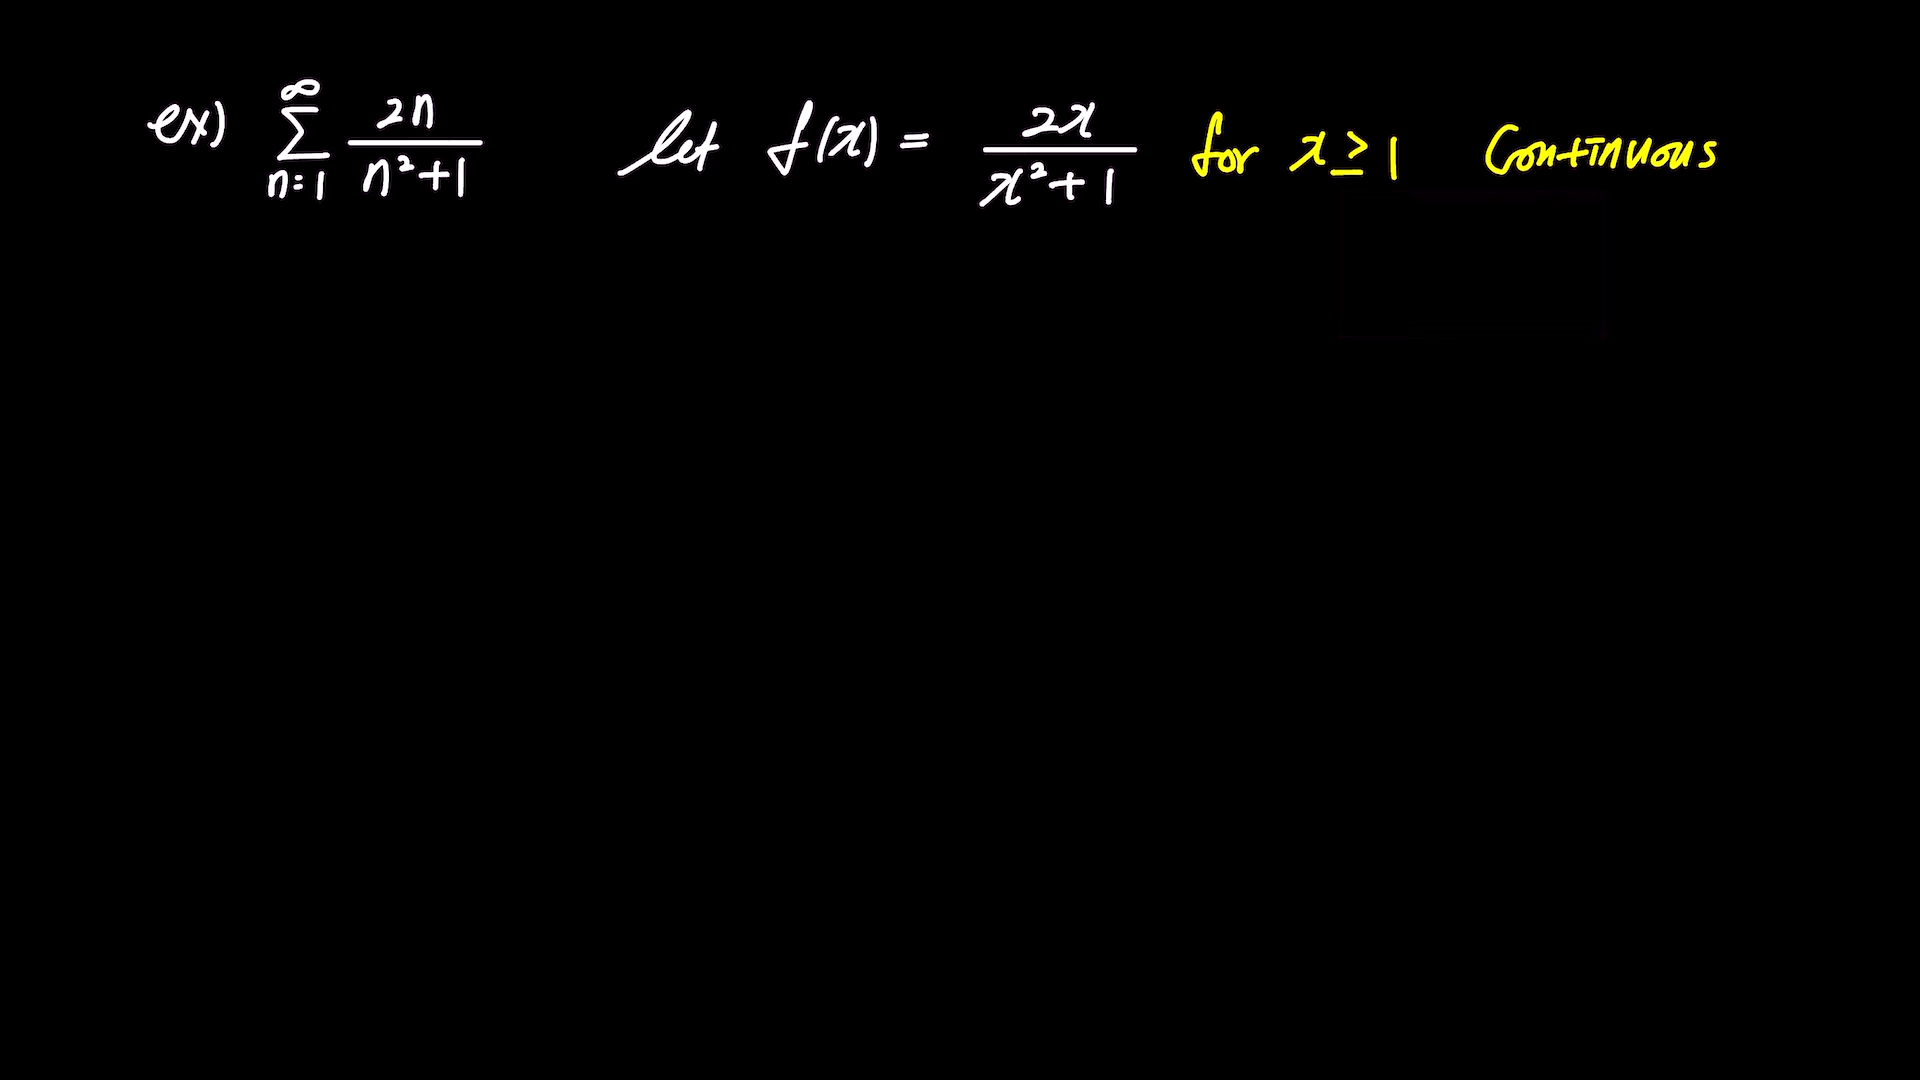 ex) ∞ Σ n=1 2n / n²+1 let f(x) = 2x / x²+1 for x ≥ 1 Continuous